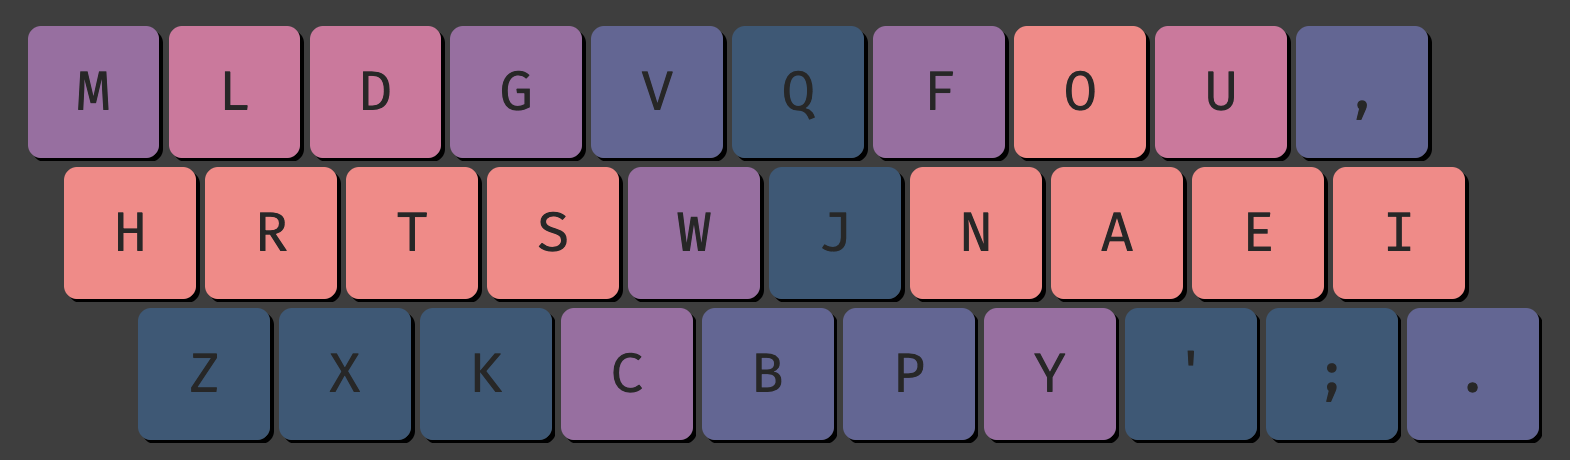 M L D G V Q F O U ,
H R T S W J N A E I
Z X K C B P Y ' ; .